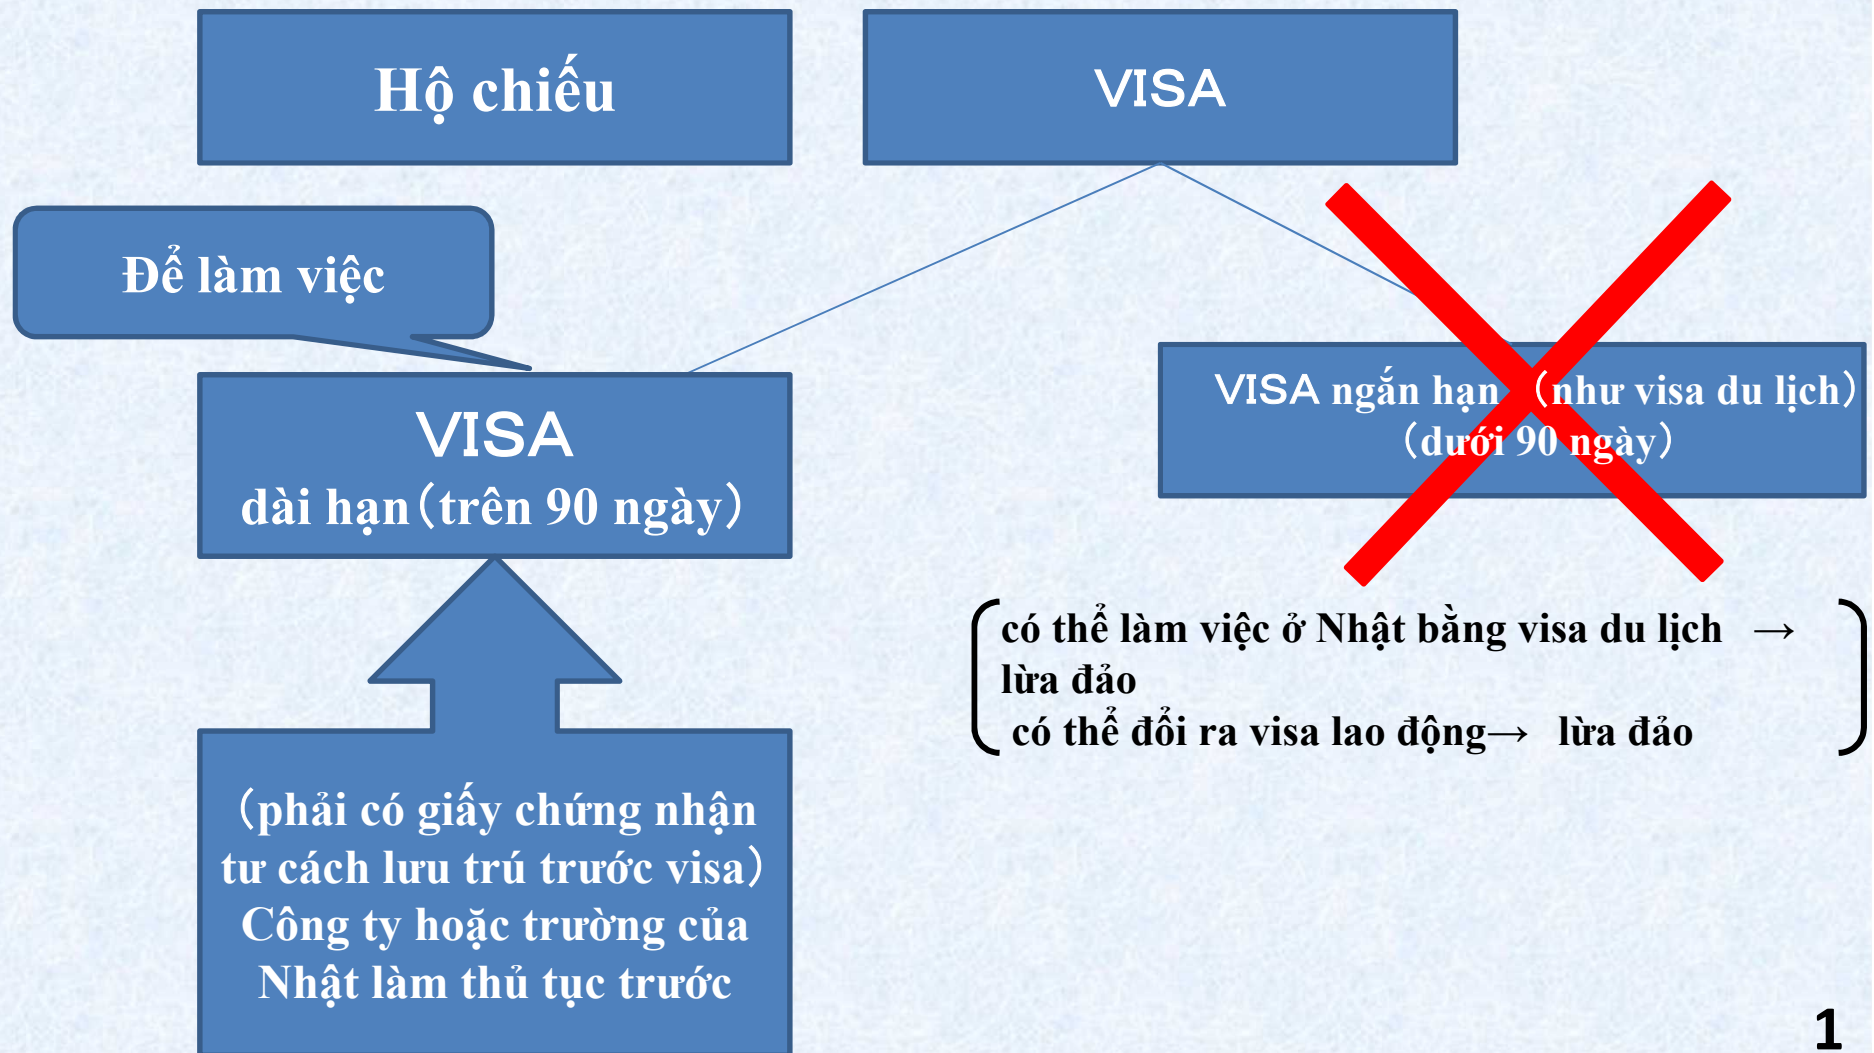 Hộ chiếu
VISA
Để làm việc
VISA
dài hạn（trên 90 ngày）
VISA ngắn hạn （như visa du lịch）
（dưới 90 ngày）
có thể làm việc ở Nhật bằng visa du lịch →
lừa đảo
có thể đổi ra visa lao động→ lừa đảo
（phải có giấy chứng nhận
tư cách lưu trú trước visa）
Công ty hoặc trường của
Nhật làm thủ tục trước
1